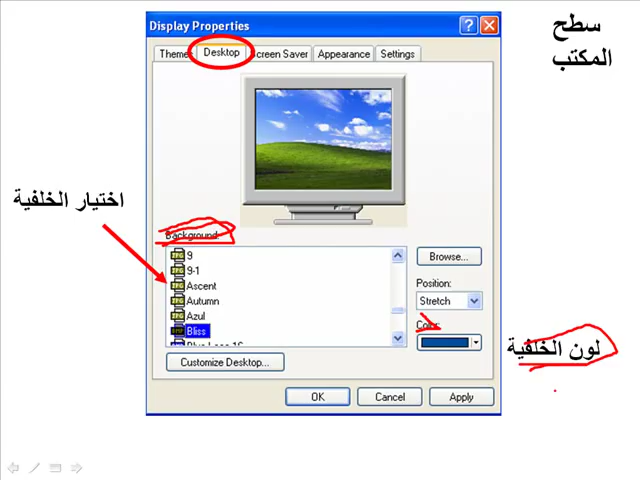 سطح
المكتب
Display Properties
Themes Desktop Screen Saver Appearance Settings
اختيار الخلفية
Background:
9
9-1
Ascent
Autumn
Azul
Bliss
Browse...
Position:
Stretch
Color:
لون الخلفية
Customize Desktop...
OK Cancel Apply